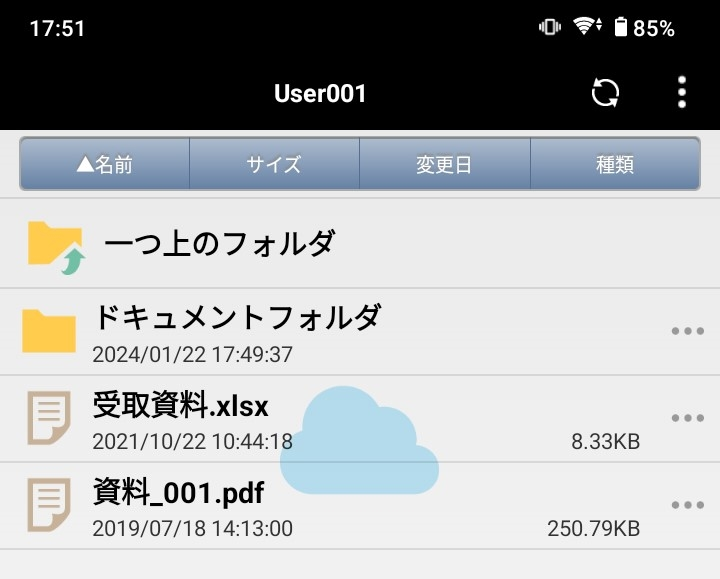 17:51
85%
User001
▲名前 サイズ 変更日 種類
一つ上のフォルダ
ドキュメントフォルダ
2024/01/22 17:49:37
受取資料.xlsx
2021/10/22 10:44:18 8.33KB
資料_001.pdf
2019/07/18 14:13:00 250.79KB